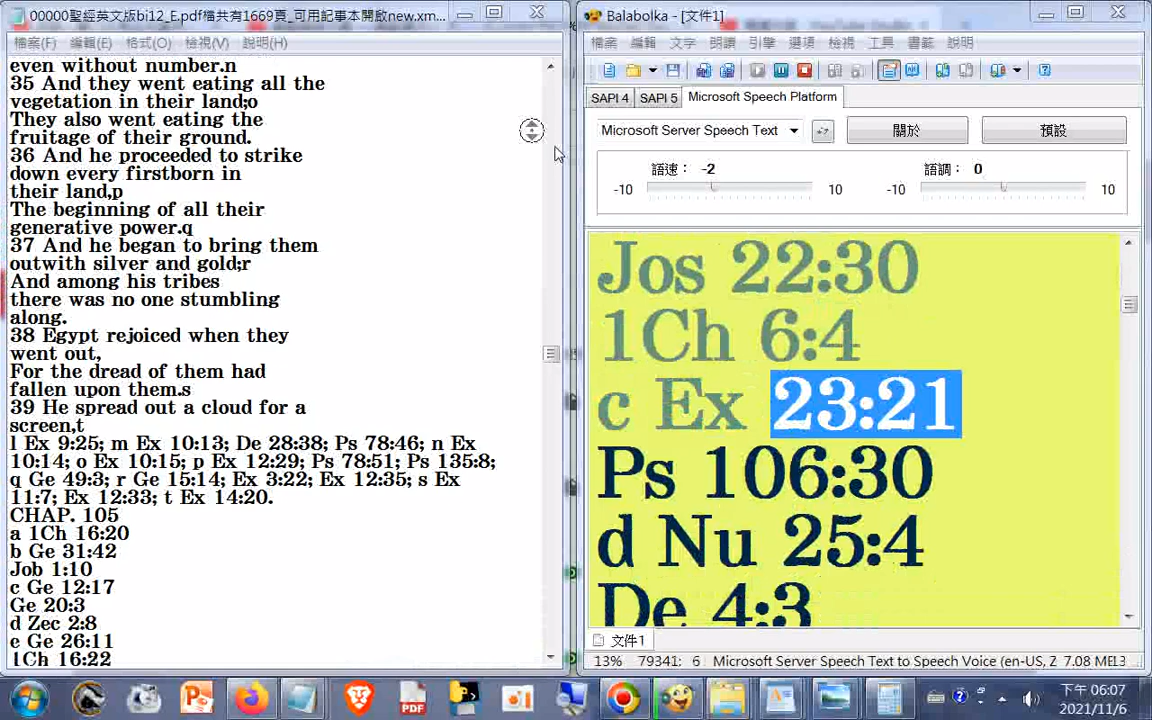 00000聖經英文版bi12_E.pdf檔共有1669頁_可用記事本開啟new.xm...
檔案(F) 編輯(E) 格式(O) 檢視(V) 說明(H)
even without number.n
35 And they went eating all the
vegetation in their land;o
They also went eating the
fruitage of their ground.
36 And he proceeded to strike
down every firstborn in
their land,p
The beginning of all their
generative power.q
37 And he began to bring them
outwith silver and gold;r
And among his tribes
there was no one stumbling
along.
38 Egypt rejoiced when they
went out,
For the dread of them had
fallen upon them.s
39 He spread out a cloud for a
screen,t
l Ex 9:25; m Ex 10:13; De 28:38; Ps 78:46; n Ex
10:14; o Ex 10:15; p Ex 12:29; Ps 78:51; Ps 135:8;
q Ge 49:3; r Ge 15:14; Ex 3:22; Ex 12:35; s Ex
11:7; Ex 12:33; t Ex 14:20.
CHAP. 105
a 1Ch 16:20
b Ge 31:42
Job 1:10
c Ge 12:17
Ge 20:3
d Zec 2:8
e Ge 26:11
1Ch 16:22
Balabolka - [文件1]
檔案 編輯 文字 朗讀 引擎 選項 檢視 工具 書籤 說明
SAPI 4 SAPI 5 Microsoft Speech Platform
Microsoft Server Speech Text 關於 預設
語速: -2 語調: 0
-10 10 -10 10
Jos 22:30
1Ch 6:4
c Ex 23:21
Ps 106:30
d Nu 25:4
De 4:3
文件1
13% 79341: 6 Microsoft Server Speech Text to Speech Voice (en-US, Z 7.08 ME13
PDF
下午 06:07
2021/11/6